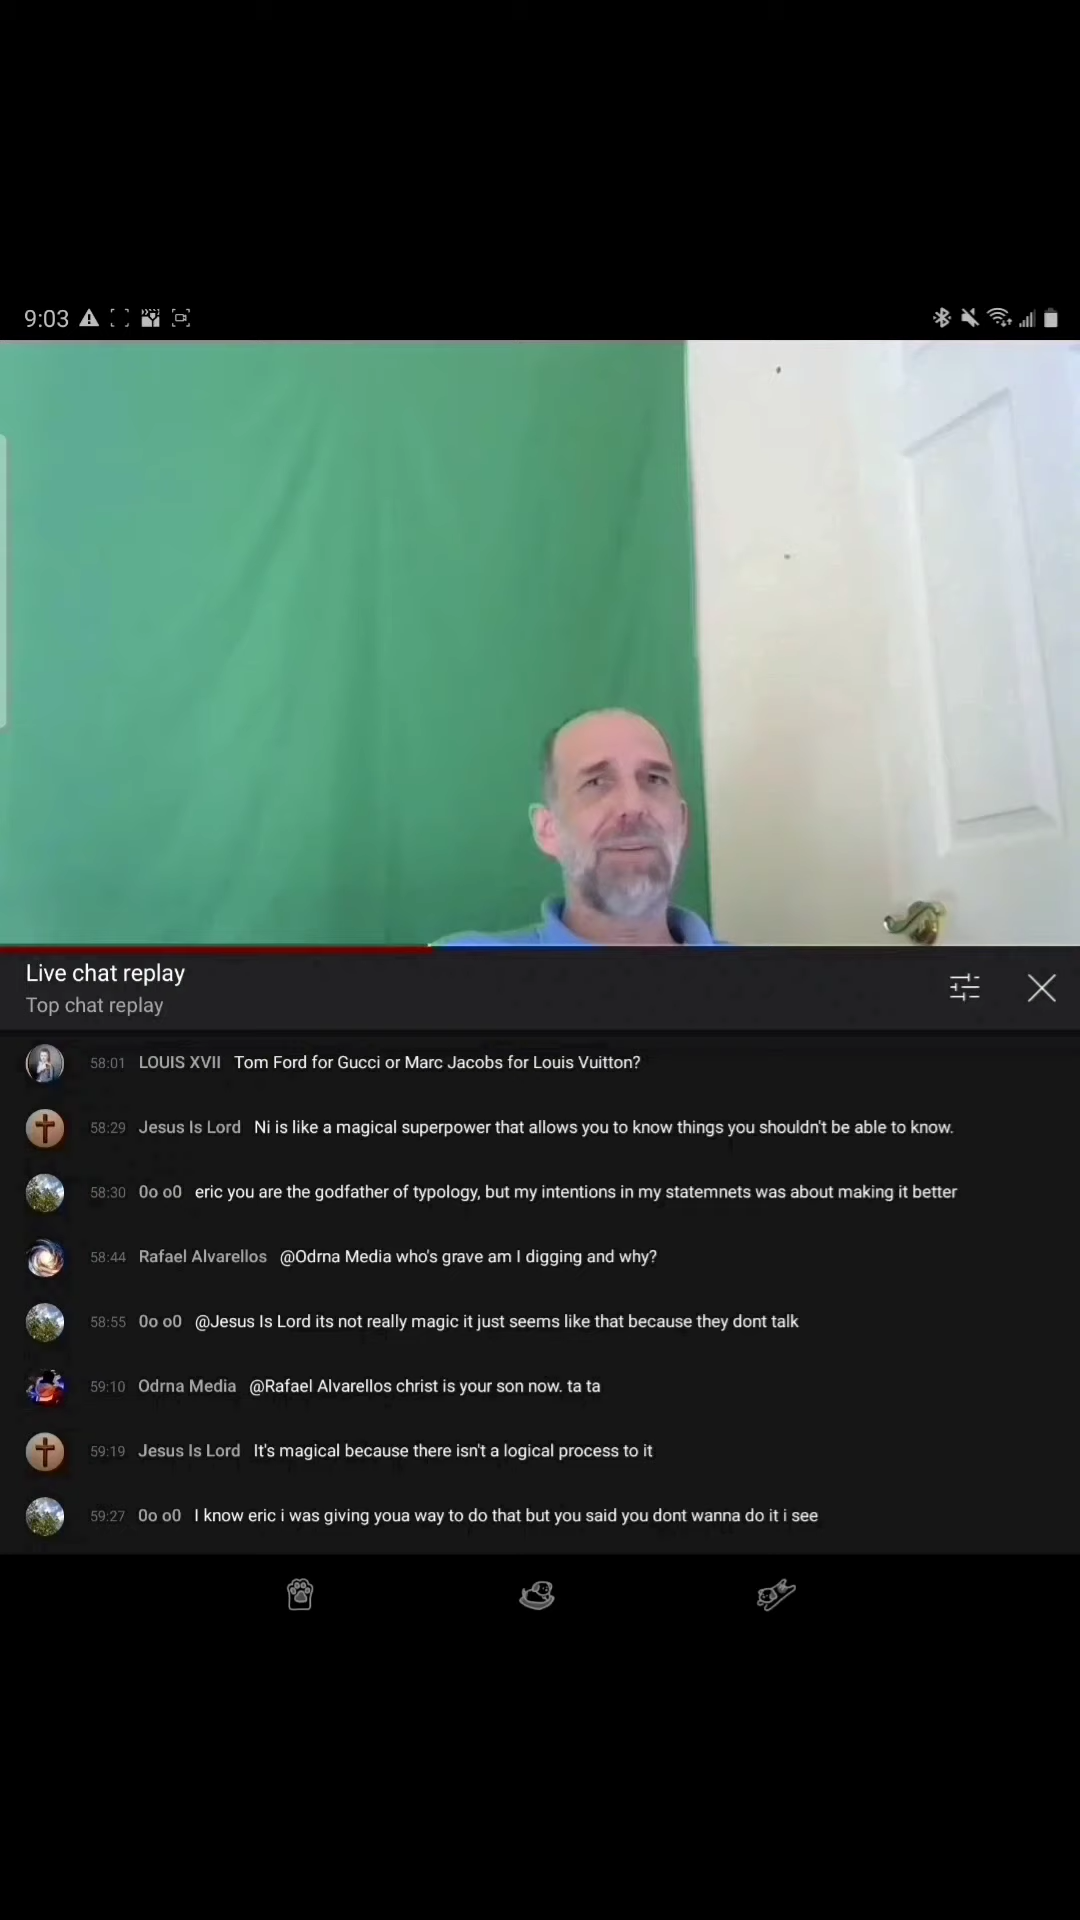 9:03
Live chat replay
Top chat replay
58:01 LOUIS XVII Tom Ford for Gucci or Marc Jacobs for Louis Vuitton?
58:29 Jesus Is Lord Ni is like a magical superpower that allows you to know things you shouldn't be able to know.
58:30 0o o0 eric you are the godfather of typology, but my intentions in my statemnets was about making it better
58:44 Rafael Alvarellos @Odrna Media who's grave am I digging and why?
58:55 0o o0 @Jesus Is Lord its not really magic it just seems like that because they dont talk
59:10 Odrna Media @Rafael Alvarellos christ is your son now. ta ta
59:19 Jesus Is Lord It's magical because there isn't a logical process to it
59:27 0o o0 I know eric i was giving youa way to do that but you said you dont wanna do it i see